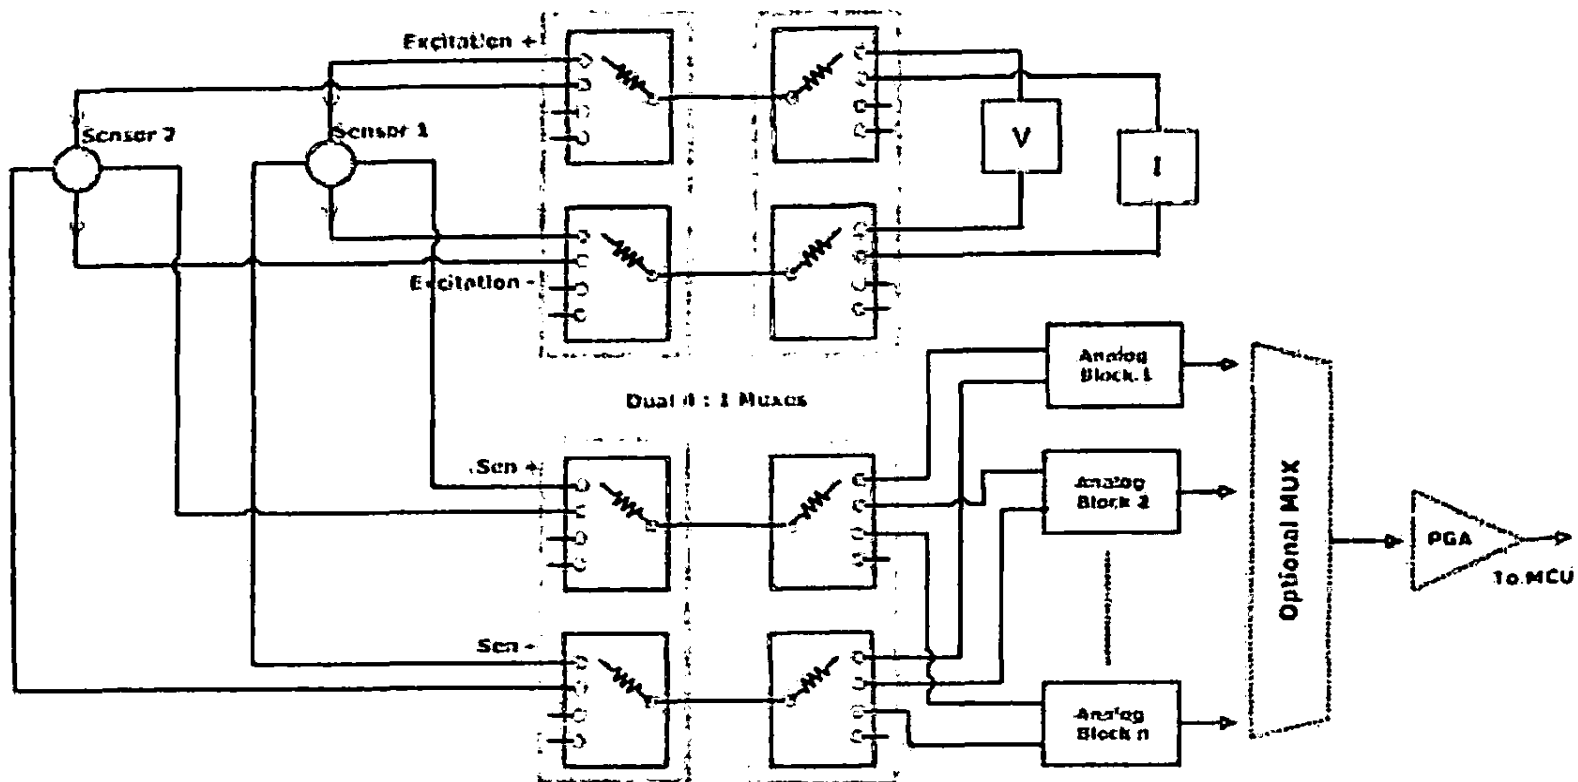 Excitation +
Sensor 2
Sensor 1
V
I
Excitation -
Analog
Block 1
Dual 4 : 1 Muxes
Sen +
Analog
Block 2
Optional MUX
PGA
To MCU
Sen -
Analog
Block n